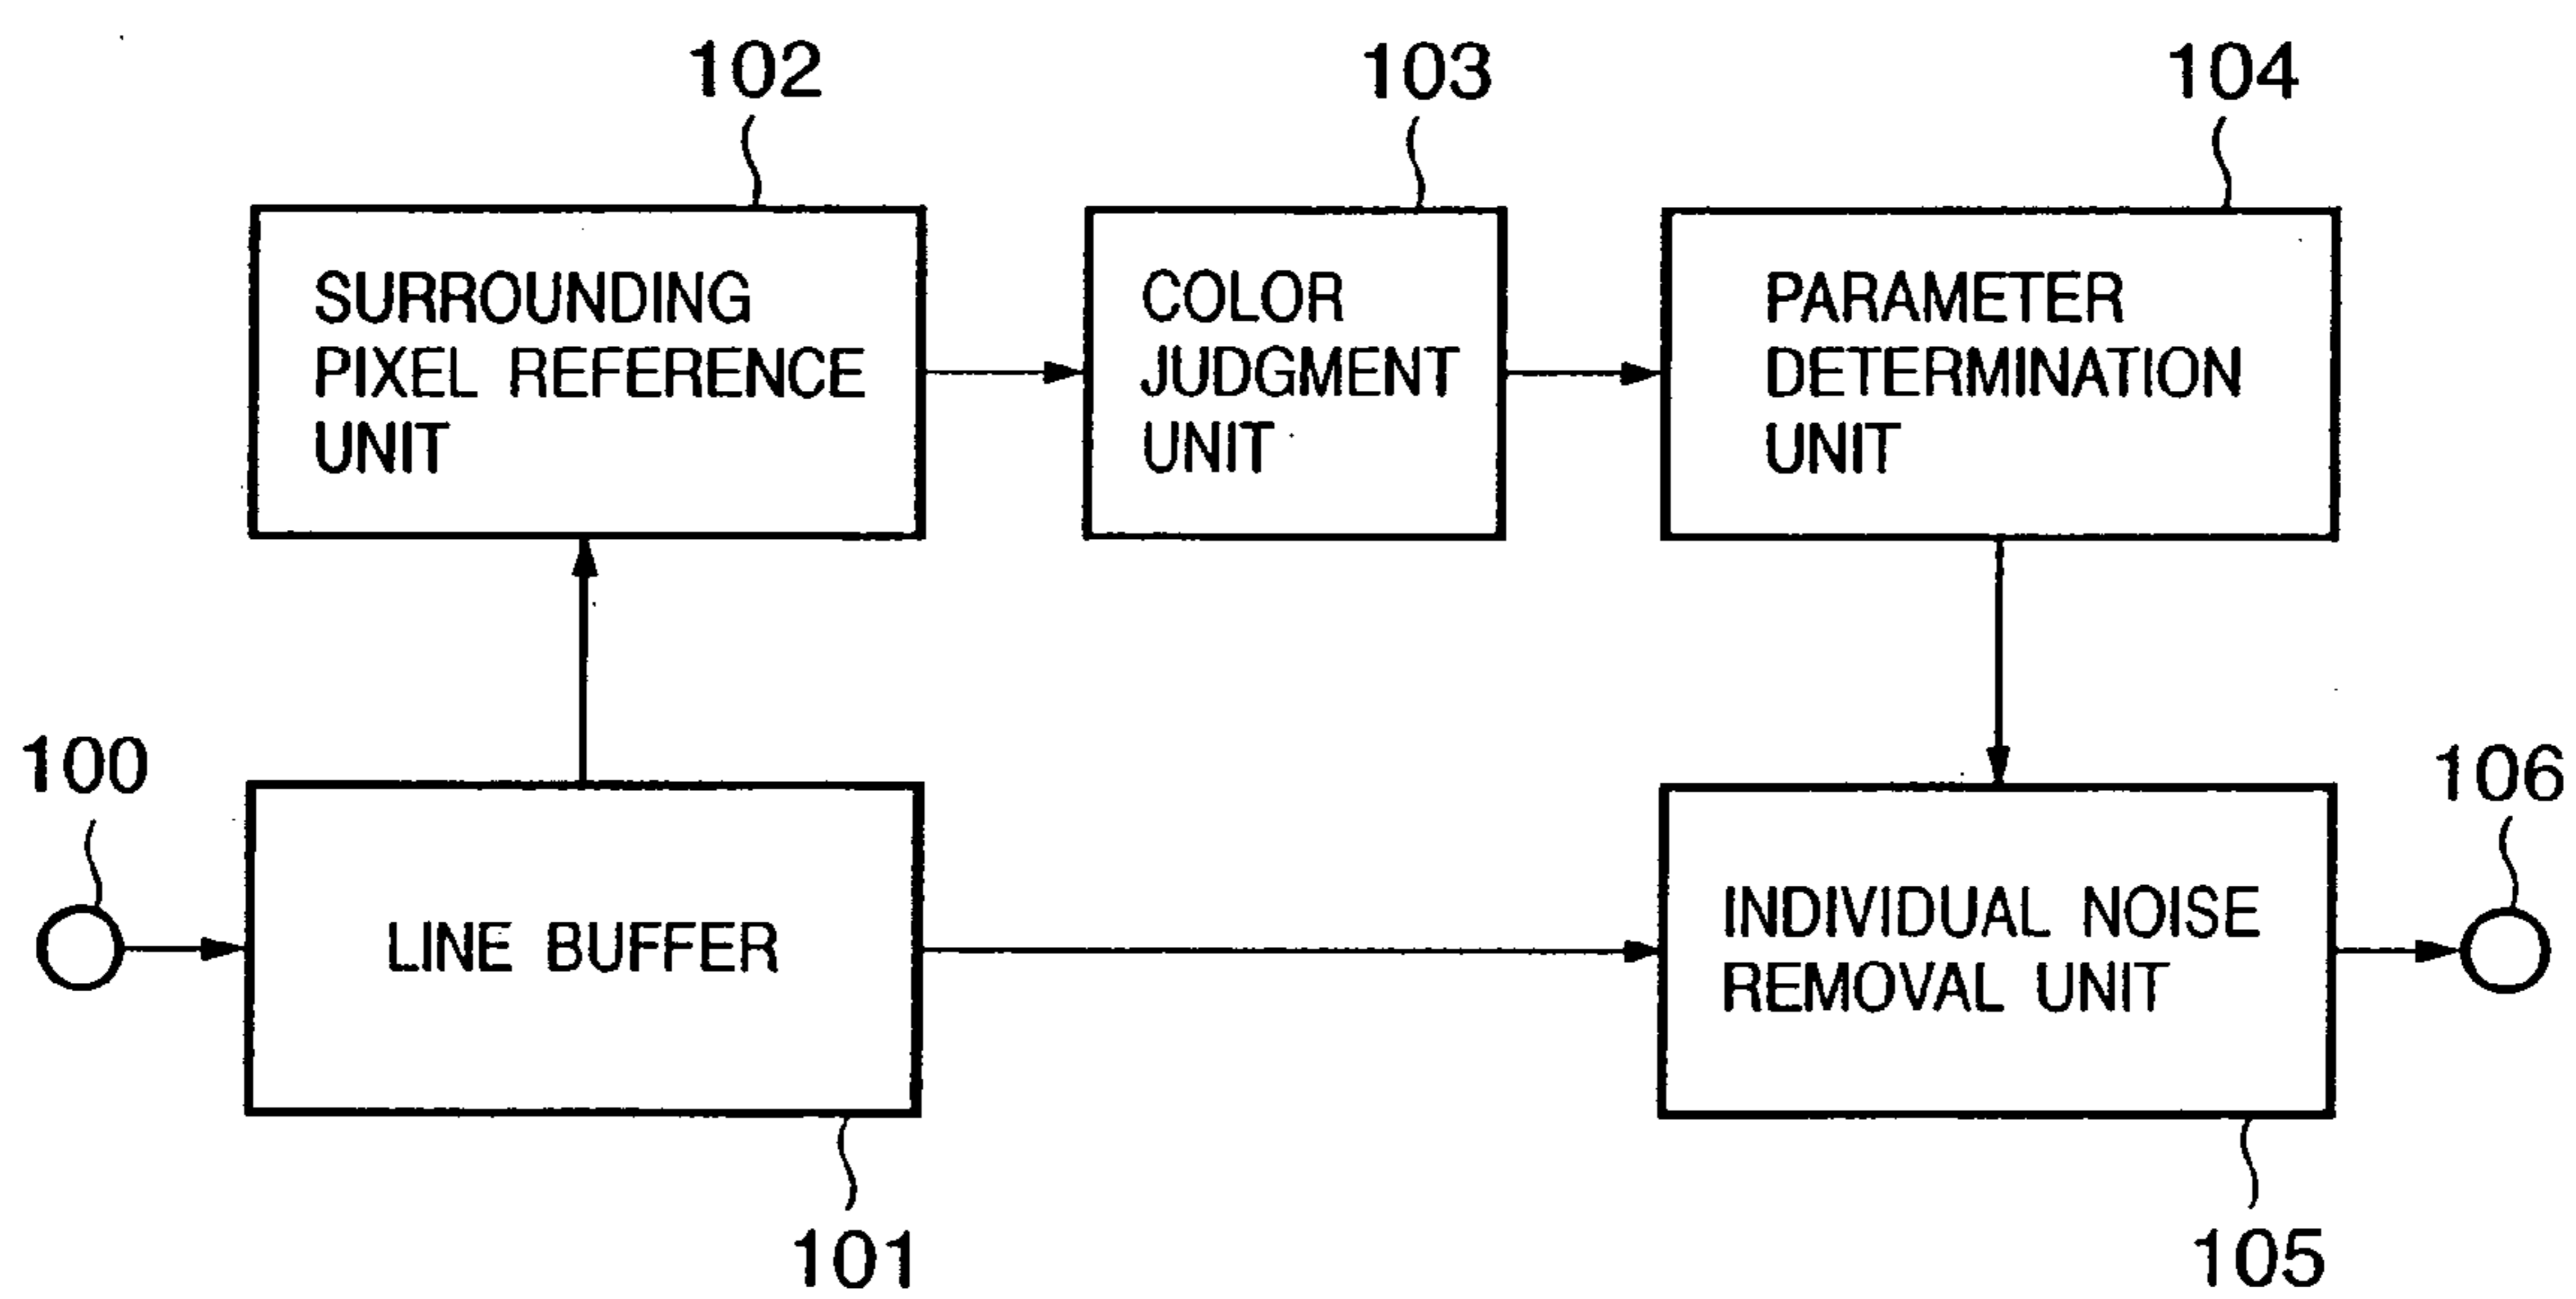 102
103
104
SURROUNDING
PIXEL REFERENCE
UNIT
COLOR
JUDGMENT
UNIT
PARAMETER
DETERMINATION
UNIT
100
106
LINE BUFFER
INDIVIDUAL NOISE
REMOVAL UNIT
101
105